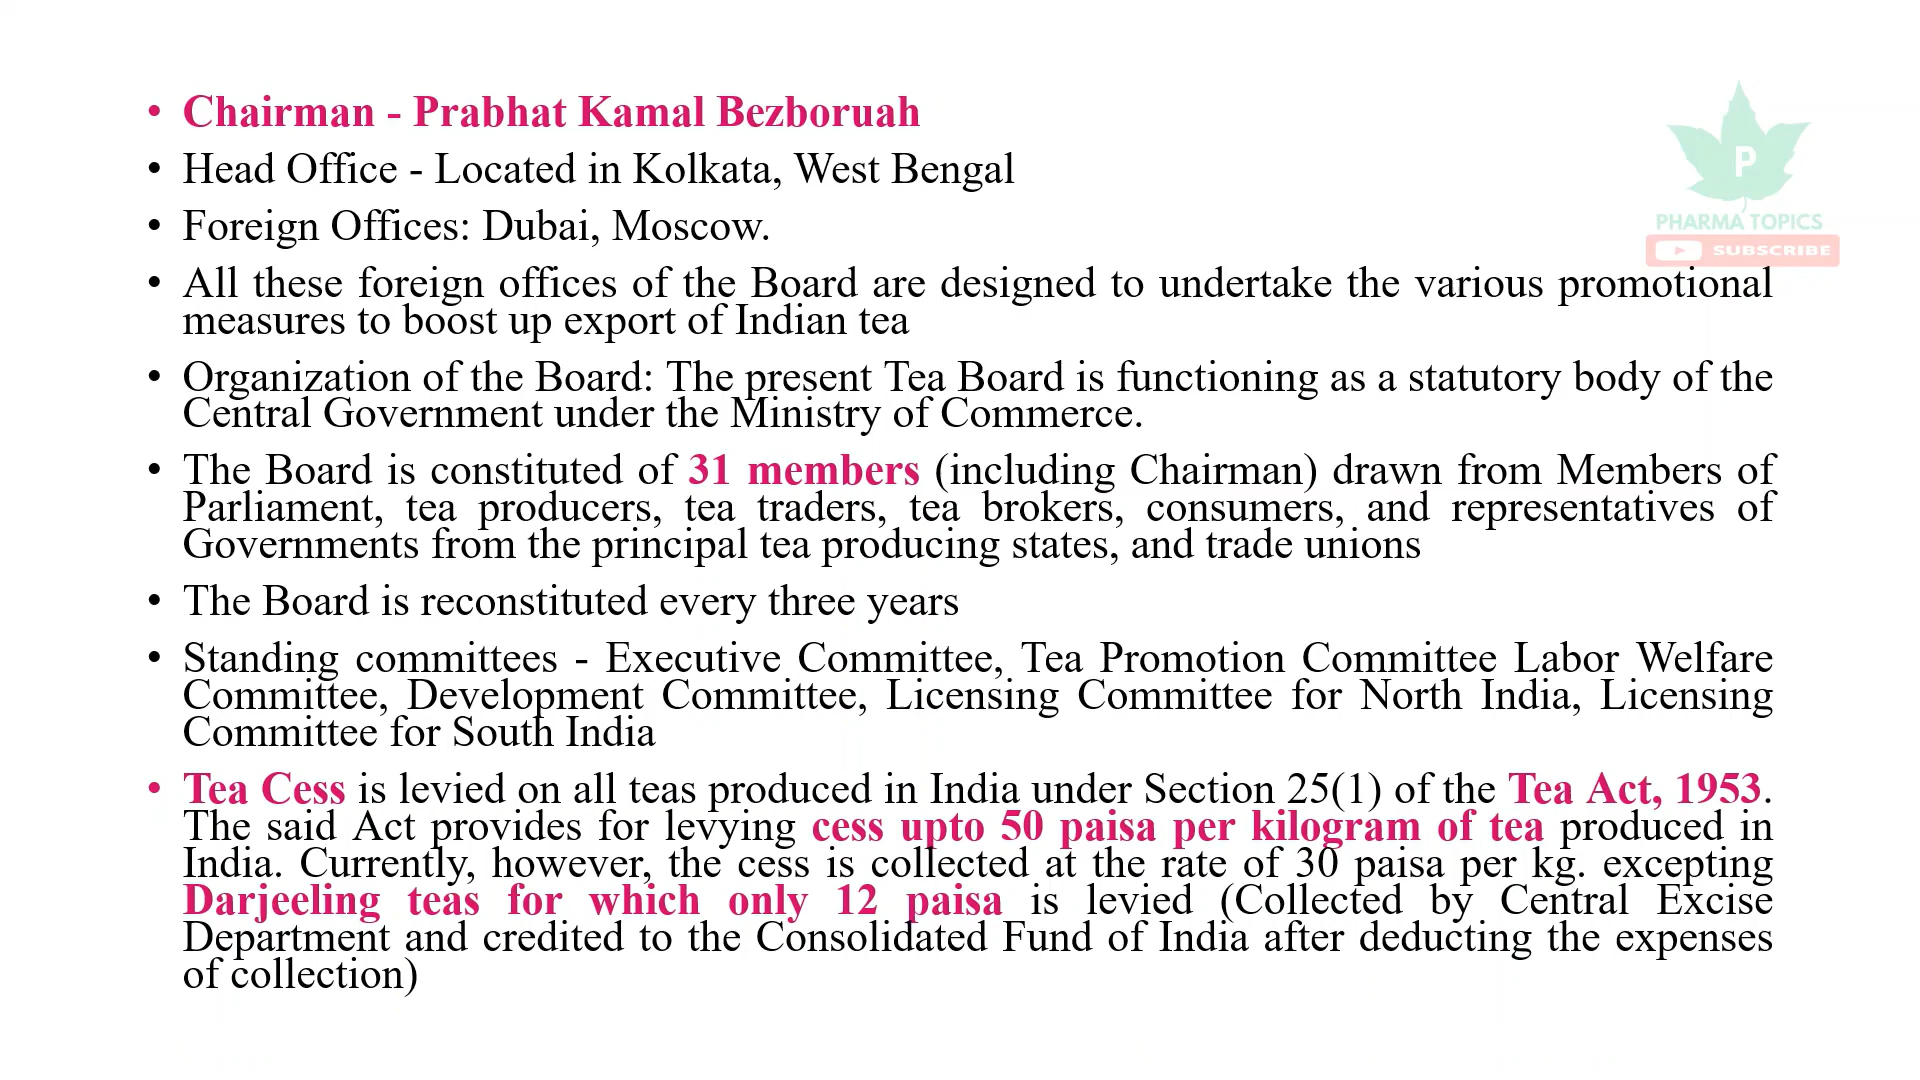 • Chairman - Prabhat Kamal Bezboruah
• Head Office - Located in Kolkata, West Bengal
• Foreign Offices: Dubai, Moscow.
P
PHARMA TOPICS
SUBSCRIBE
• All these foreign offices of the Board are designed to undertake the various promotional
measures to boost up export of Indian tea
• Organization of the Board: The present Tea Board is functioning as a statutory body of the
Central Government under the Ministry of Commerce.
• The Board is constituted of 31 members (including Chairman) drawn from Members of
Parliament, tea producers, tea traders, tea brokers, consumers, and representatives of
Governments from the principal tea producing states, and trade unions
• The Board is reconstituted every three years
• Standing committees - Executive Committee, Tea Promotion Committee Labor Welfare
Committee, Development Committee, Licensing Committee for North India, Licensing
Committee for South India
• Tea Cess is levied on all teas produced in India under Section 25(1) of the Tea Act, 1953.
The said Act provides for levying cess upto 50 paisa per kilogram of tea produced in
India. Currently, however, the cess is collected at the rate of 30 paisa per kg. excepting
Darjeeling teas for which only 12 paisa is levied (Collected by Central Excise
Department and credited to the Consolidated Fund of India after deducting the expenses
of collection)